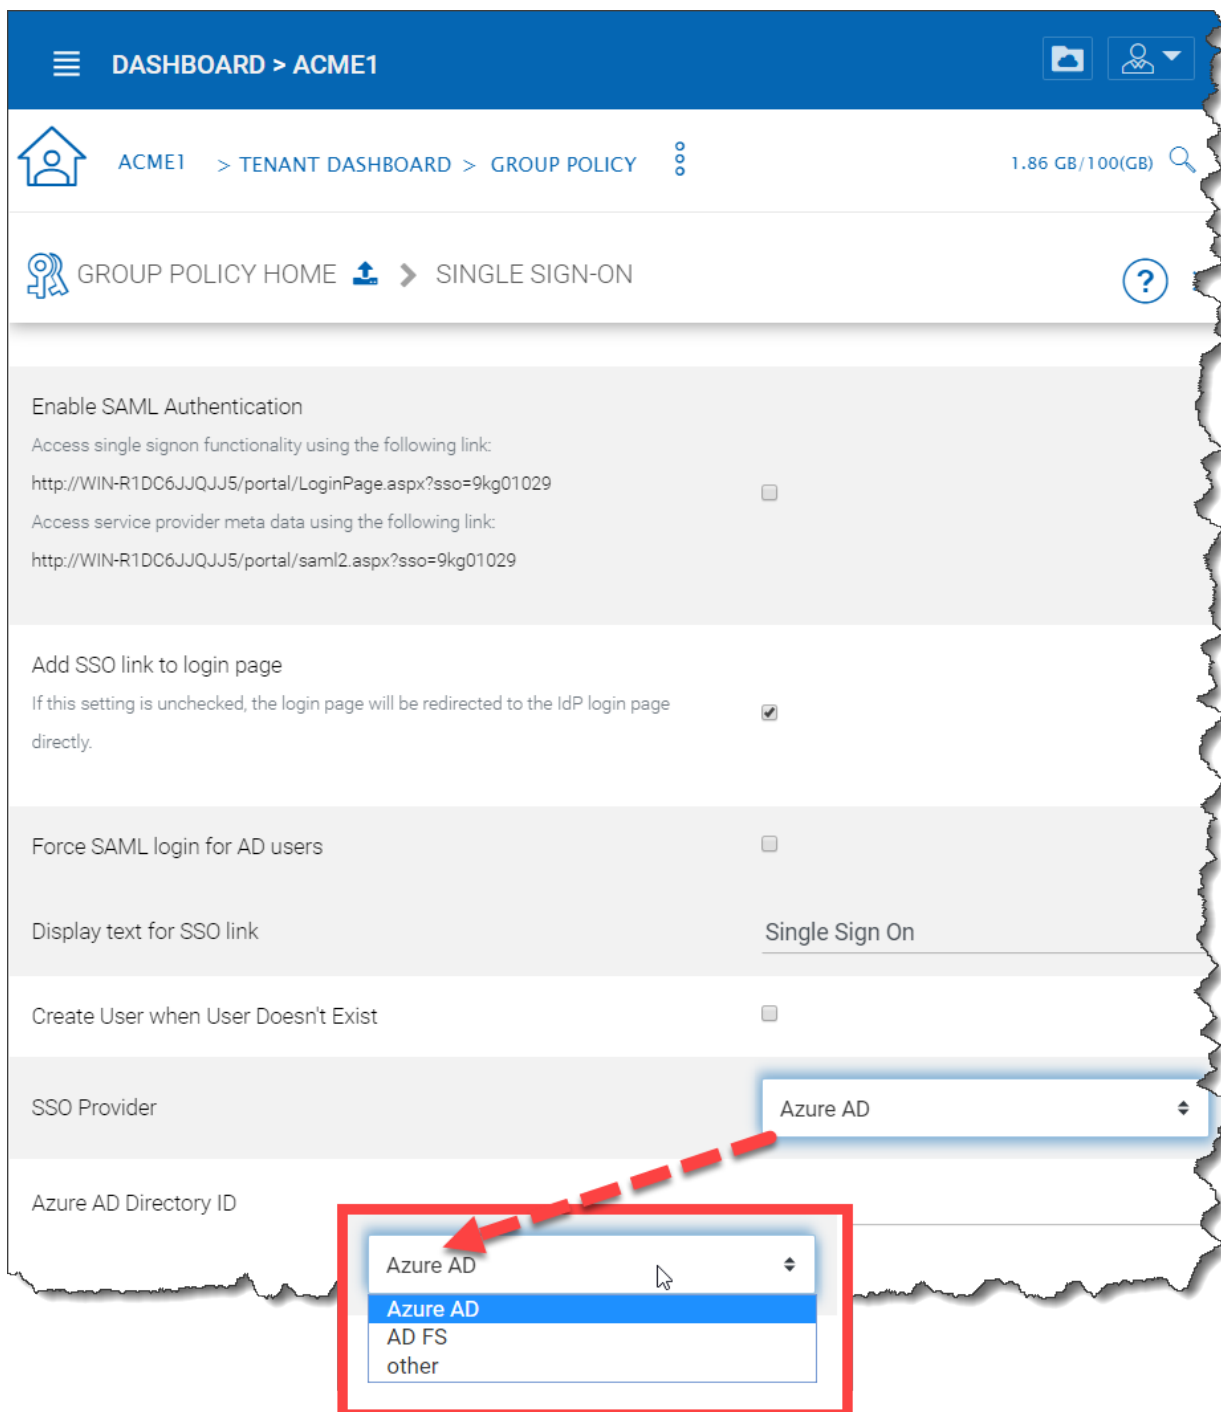 DASHBOARD > ACME1
ACME1 > TENANT DASHBOARD > GROUP POLICY
1.86 GB/100(GB)
GROUP POLICY HOME > SINGLE SIGN-ON
?
Enable SAML Authentication
Access single signon functionality using the following link:
http://WIN-R1DC6JJQJJ5/portal/LoginPage.aspx?sso=9kg01029
Access service provider meta data using the following link:
http://WIN-R1DC6JJQJJ5/portal/saml2.aspx?sso=9kg01029
Add SSO link to login page
If this setting is unchecked, the login page will be redirected to the IdP login page
directly.
Force SAML login for AD users
Display text for SSO link
Single Sign On
Create User when User Doesn't Exist
SSO Provider
Azure AD
Azure AD Directory ID
Azure AD
Azure AD
AD FS
other